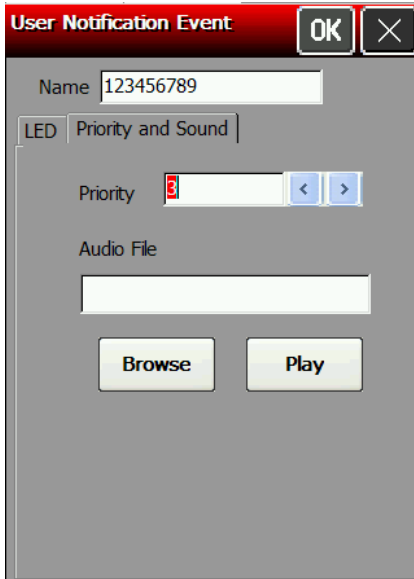 User Notification Event OK
Name 123456789
LED Priority and Sound
Priority 3 < >
Audio File
Browse Play